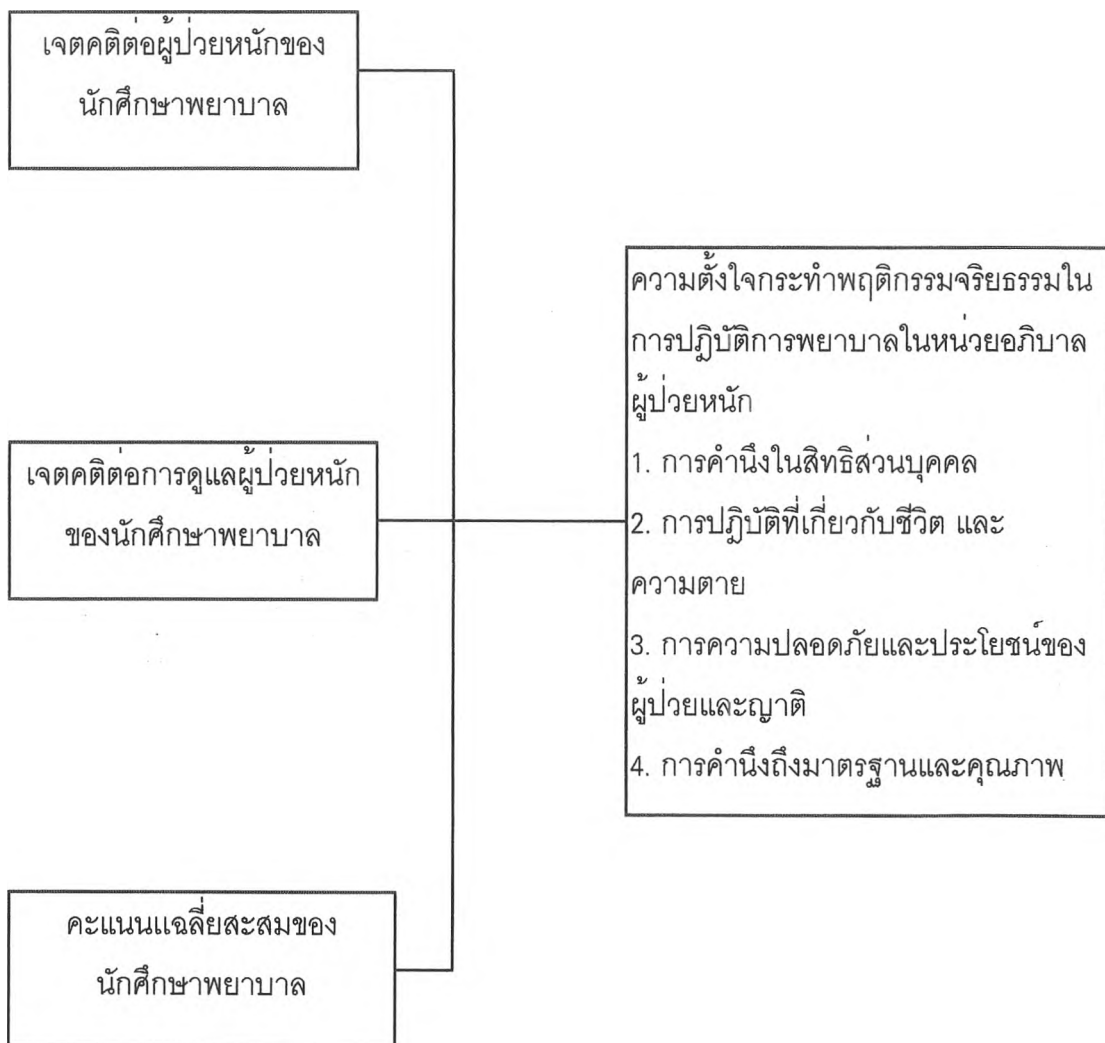 เจตคติต่อผู้ป่วยหนักของ
นักศึกษาพยาบาล
ความตั้งใจกระทำพฤติกรรมจริยธรรมใน
การปฏิบัติการพยาบาลในหน่วยอภิบาล
ผู้ป่วยหนัก
1. การคำนึงในสิทธิส่วนบุคคล
2. การปฏิบัติที่เกี่ยวกับชีวิต และ
ความตาย
3. การความปลอดภัยและประโยชน์ของ
ผู้ป่วยและญาติ
4. การคำนึงถึงมาตรฐานและคุณภาพ
เจตคติต่อการดูแลผู้ป่วยหนัก
ของนักศึกษาพยาบาล
คะแนนแฉลี่ยสะสมของ
นักศึกษาพยาบาล